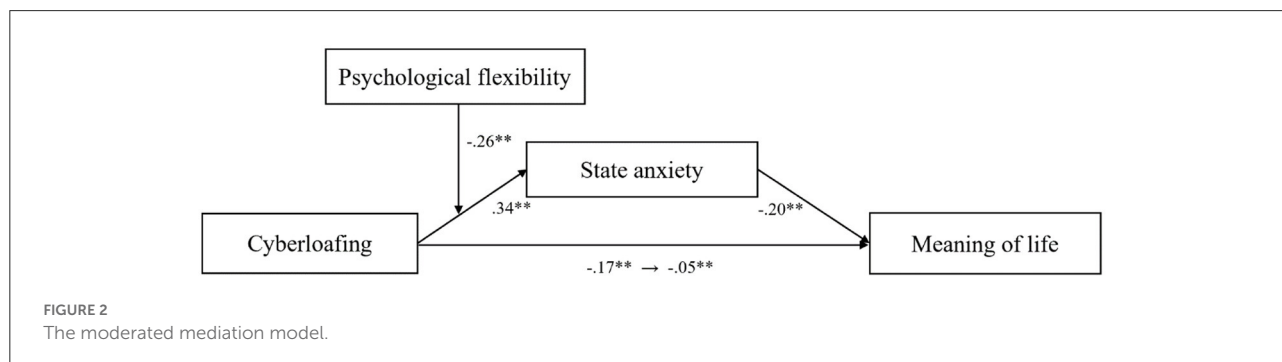 Psychological flexibility
-.26**
State anxiety
.34**
-.20**
Cyberloafing
Meaning of life
-.17** → -.05**
FIGURE 2
The moderated mediation model.